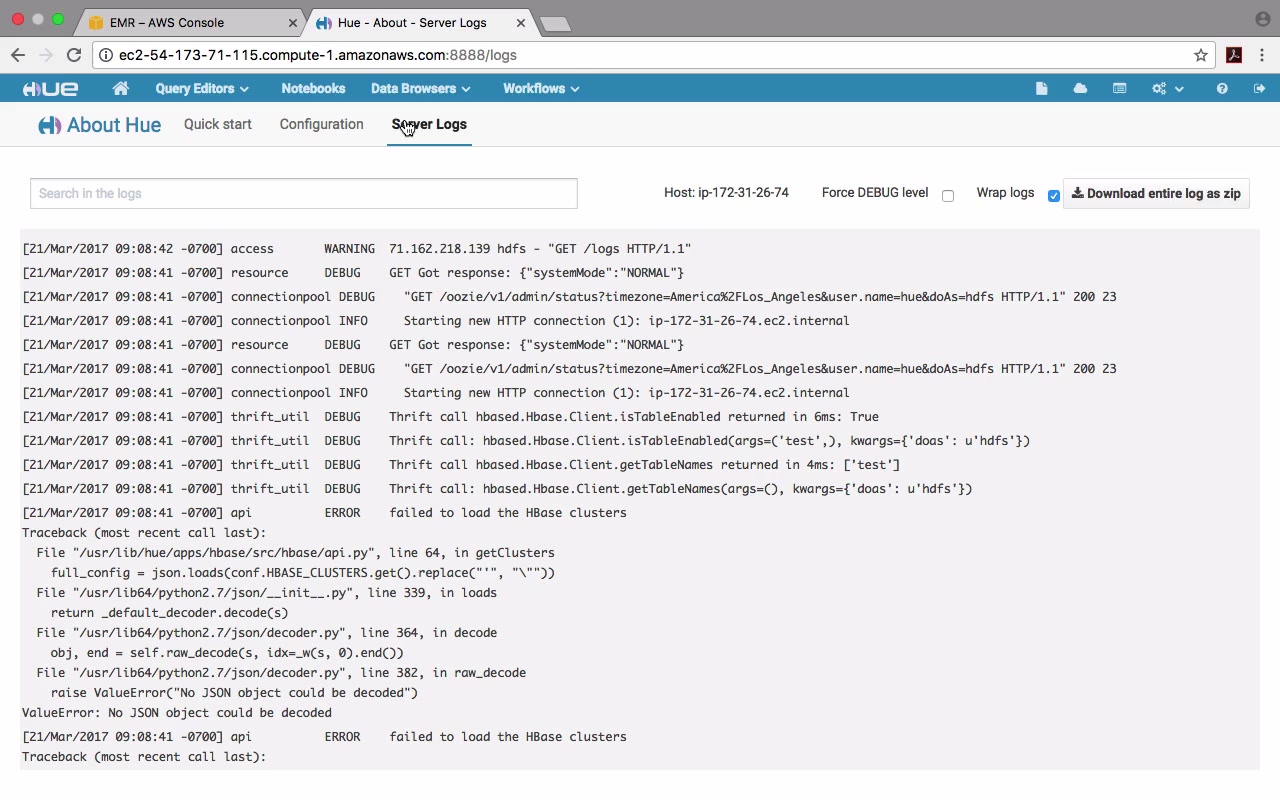 EMR – AWS Console
Hue - About - Server Logs
ec2-54-173-71-115.compute-1.amazonaws.com:8888/logs
HUE Query Editors Notebooks Data Browsers Workflows
About Hue Quick start Configuration Server Logs
Search in the logs Host: ip-172-31-26-74 Force DEBUG level Wrap logs Download entire log as zip
[21/Mar/2017 09:08:42 -0700] access WARNING 71.162.218.139 hdfs - "GET /logs HTTP/1.1"
[21/Mar/2017 09:08:41 -0700] resource DEBUG GET Got response: {"systemMode":"NORMAL"}
[21/Mar/2017 09:08:41 -0700] connectionpool DEBUG "GET /oozie/v1/admin/status?timezone=America%2FLos_Angeles&user.name=hue&doAs=hdfs HTTP/1.1" 200 23
[21/Mar/2017 09:08:41 -0700] connectionpool INFO Starting new HTTP connection (1): ip-172-31-26-74.ec2.internal
[21/Mar/2017 09:08:41 -0700] resource DEBUG GET Got response: {"systemMode":"NORMAL"}
[21/Mar/2017 09:08:41 -0700] connectionpool DEBUG "GET /oozie/v1/admin/status?timezone=America%2FLos_Angeles&user.name=hue&doAs=hdfs HTTP/1.1" 200 23
[21/Mar/2017 09:08:41 -0700] connectionpool INFO Starting new HTTP connection (1): ip-172-31-26-74.ec2.internal
[21/Mar/2017 09:08:41 -0700] thrift_util DEBUG Thrift call hbased.Hbase.Client.isTableEnabled returned in 6ms: True
[21/Mar/2017 09:08:41 -0700] thrift_util DEBUG Thrift call: hbased.Hbase.Client.isTableEnabled(args=('test',), kwargs={'doas': u'hdfs'})
[21/Mar/2017 09:08:41 -0700] thrift_util DEBUG Thrift call hbased.Hbase.Client.getTableNames returned in 4ms: ['test']
[21/Mar/2017 09:08:41 -0700] thrift_util DEBUG Thrift call: hbased.Hbase.Client.getTableNames(args=(), kwargs={'doas': u'hdfs'})
[21/Mar/2017 09:08:41 -0700] api ERROR failed to load the HBase clusters
Traceback (most recent call last):
File "/usr/lib/hue/apps/hbase/src/hbase/api.py", line 64, in getClusters
full_config = json.loads(conf.HBASE_CLUSTERS.get().replace("'", "\""))
File "/usr/lib64/python2.7/json/__init__.py", line 339, in loads
return _default_decoder.decode(s)
File "/usr/lib64/python2.7/json/decoder.py", line 364, in decode
obj, end = self.raw_decode(s, idx=_w(s, 0).end())
File "/usr/lib64/python2.7/json/decoder.py", line 382, in raw_decode
raise ValueError("No JSON object could be decoded")
ValueError: No JSON object could be decoded
[21/Mar/2017 09:08:41 -0700] api ERROR failed to load the HBase clusters
Traceback (most recent call last):